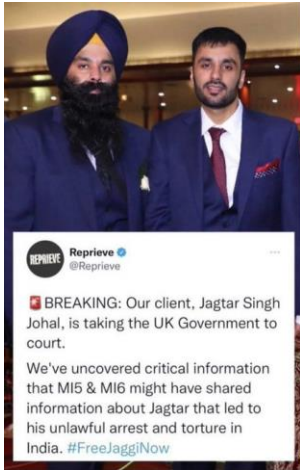 REPRIEVE
Reprieve
@Reprieve
BREAKING: Our client, Jagtar Singh
Johal, is taking the UK Government to
court.
We've uncovered critical information
that MI5 & MI6 might have shared
information about Jagtar that led to
his unlawful arrest and torture in
India. #FreeJaggiNow